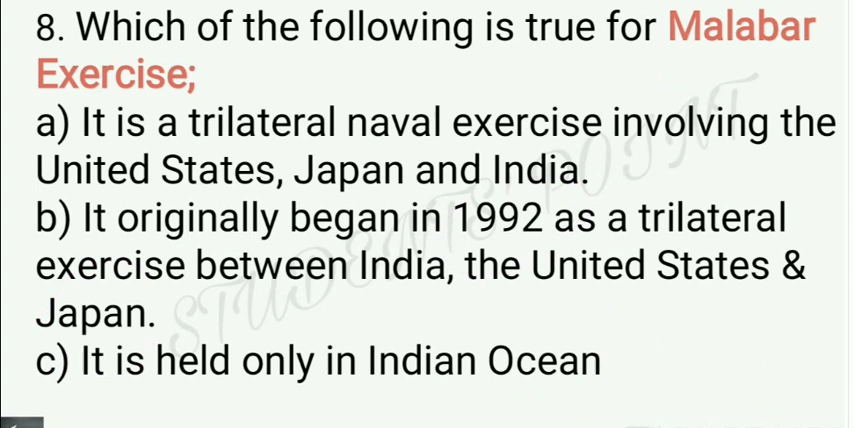 8. Which of the following is true for Malabar
Exercise;
a) It is a trilateral naval exercise involving the
United States, Japan and India.
b) It originally began in 1992 as a trilateral
exercise between India, the United States &
Japan.
c) It is held only in Indian Ocean
STUDENTS' POINT